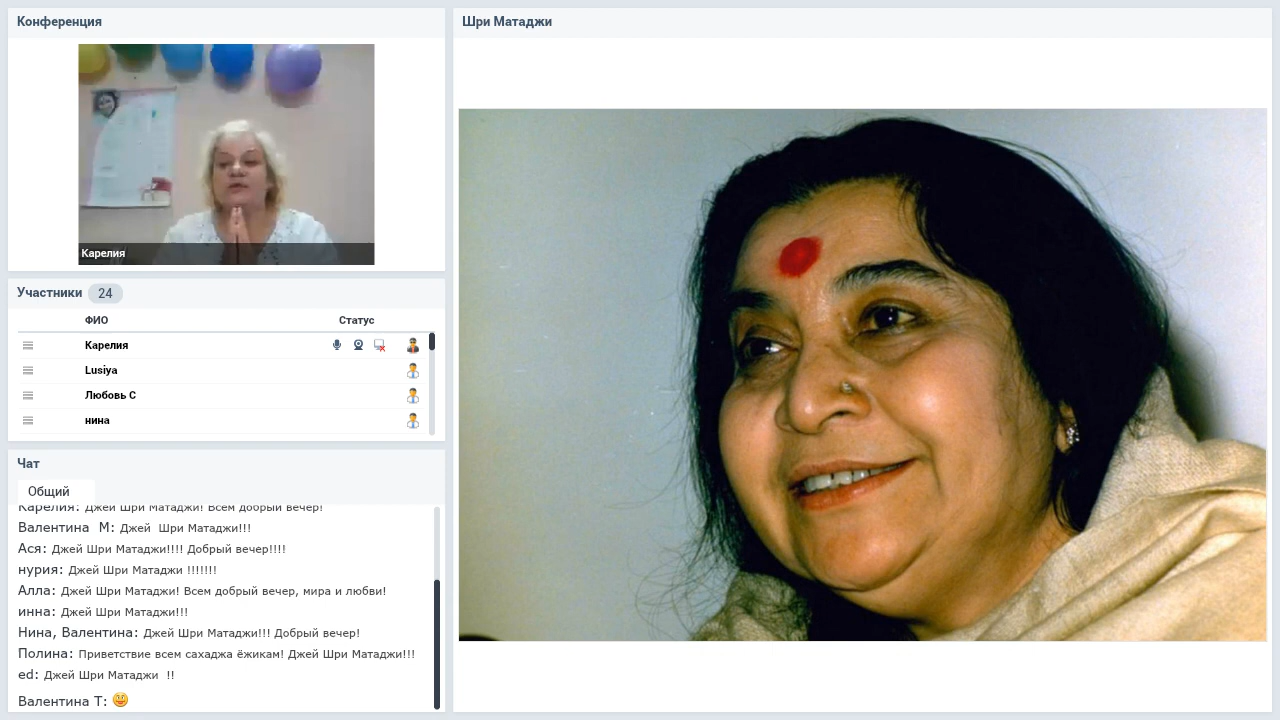 Конференция
Карелия
Участники 24
ФИО Статус
Карелия
Lusiya
Любовь С
нина
Чат
Общий
Карелия: Джей Шри Матаджи! Всем добрый вечер!
Валентина М: Джей Шри Матаджи!!!
Ася: Джей Шри Матаджи!!!! Добрый вечер!!!!
нурия: Джей Шри Матаджи !!!!!!!
Алла: Джей Шри Матаджи! Всем добрый вечер, мира и любви!
инна: Джей Шри Матаджи!!!
Нина, Валентина: Джей Шри Матаджи!!! Добрый вечер!
Полина: Приветствие всем сахаджа ёжикам! Джей Шри Матаджи!!!
ed: Джей Шри Матаджи !!
Валентина Т:
Шри Матаджи